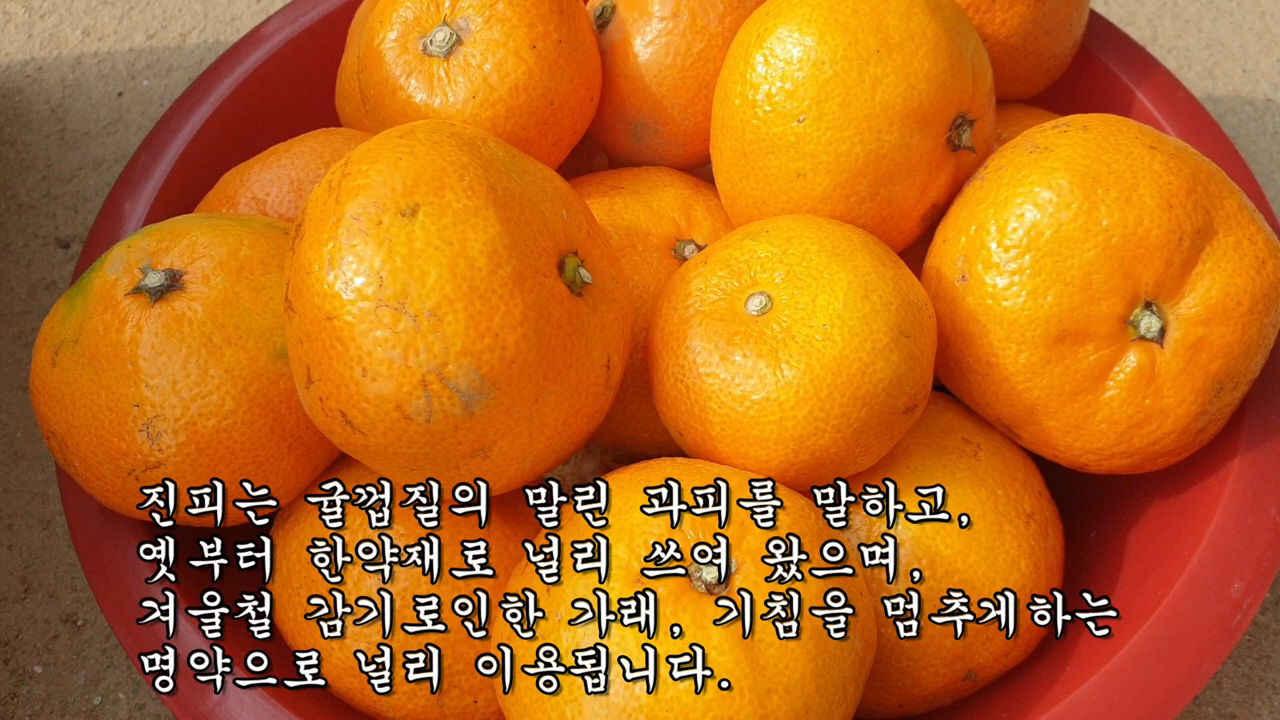 진피는 귤껍질의 말린 과피를 말하고,
옛부터 한약재로 널리 쓰여 왔으며,
겨울철 감기로인한 가래, 기침을 멈추게하는
명약으로 널리 이용됩니다.